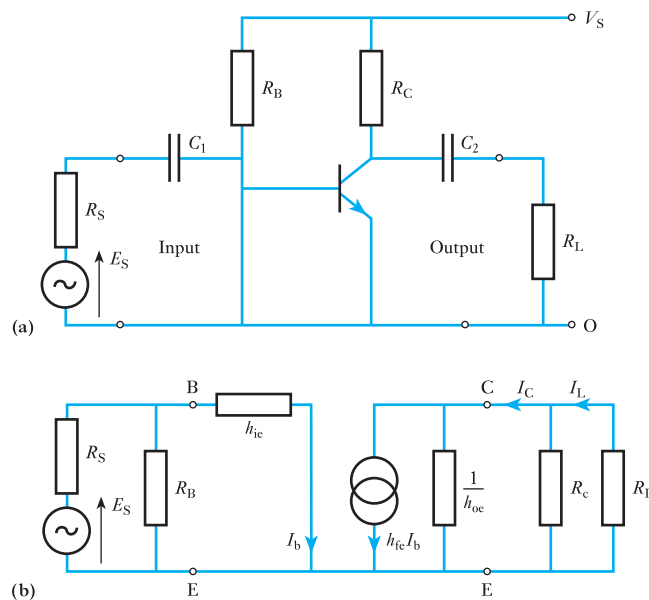 V_S
R_B
R_C
C_1
C_2
R_S
Input
Output
R_L
E_S
(a)
O
B
C
I_C
I_L
h_ie
R_S
R_B
1/h_oe
R_c
E_S
I_b
h_fe I_b
(b)
E
E